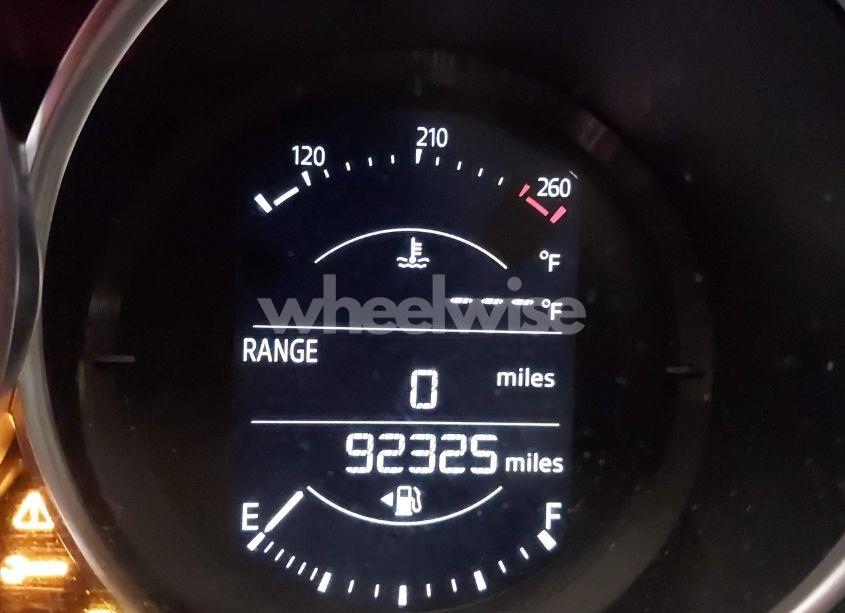 210
120
260
°F
--- °F
wheelwise
RANGE
0 miles
92325 miles
E F